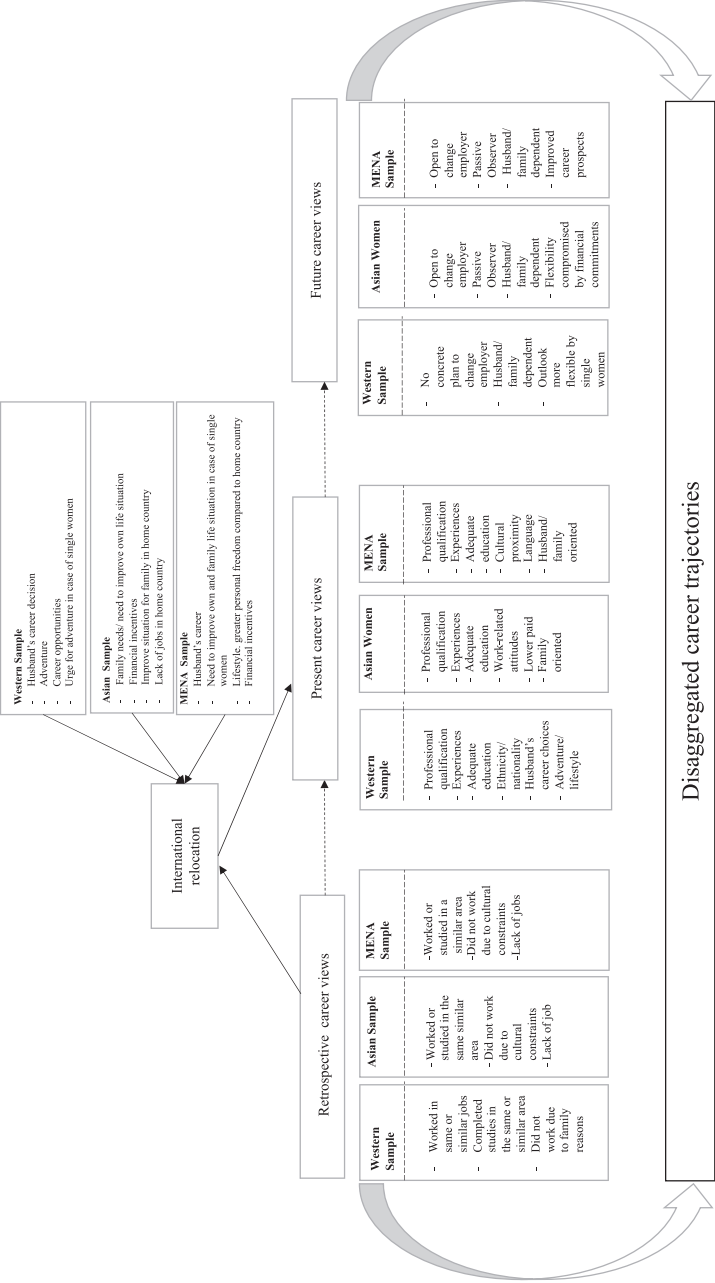 Western Sample
- Husband's career decision
- Adventure
- Career opportunities
- Urge for adventure in case of single women
Asian Sample
- Family needs/ need to improve own life situation
- Financial incentives
- Improve situation for family in home country
- Lack of jobs in home country
MENA Sample
- Husband's career
- Need to improve own and family life situation in case of single
women
- Lifestyle. greater personal freedom compared to home country
- Financial incentives
International
relocation
Retrospective career views
Present career views
Future career views
Western
Sample
- Worked in
same or
similar jobs
- Completed
studies in
the same or
similar area
- Did not
work due
to family
reasons
Asian Sample
- Worked or
studied in the
same similar
area
- Did not work
due to
cultural
constraints
- Lack of job
MENA
Sample
-Worked or
studied in a
similar area
-Did not work
due to cultural
constraints
-Lack of jobs
Western
Sample
- Professional
qualification
- Experiences
- Adequate
education
- Ethnicity/
nationality
- Husband's
career choices
- Adventure/
lifestyle
Asian Women
- Professional
qualification
- Experiences
- Adequate
education
- Work-related
attitudes
- Lower paid
- Family
oriented
MENA
Sample
- Professional
qualification
- Experiences
- Adequate
education
- Cultural
proximity
- Language
- Husband/
family
oriented
Western
Sample
- No
concrete
plan to
change
employer
- Husband/
family
dependent
- Outlook
more
flexible by
single
women
Asian Women
- Open to
change
employer
- Passive
Observer
- Husband/
family
dependent
- Flexibility
compromised
by financial
commitments
MENA
Sample
- Open to
change
employer
- Passive
Observer
- Husband/
family
dependent
- Improved
career
prospects
Disaggregated career trajectories